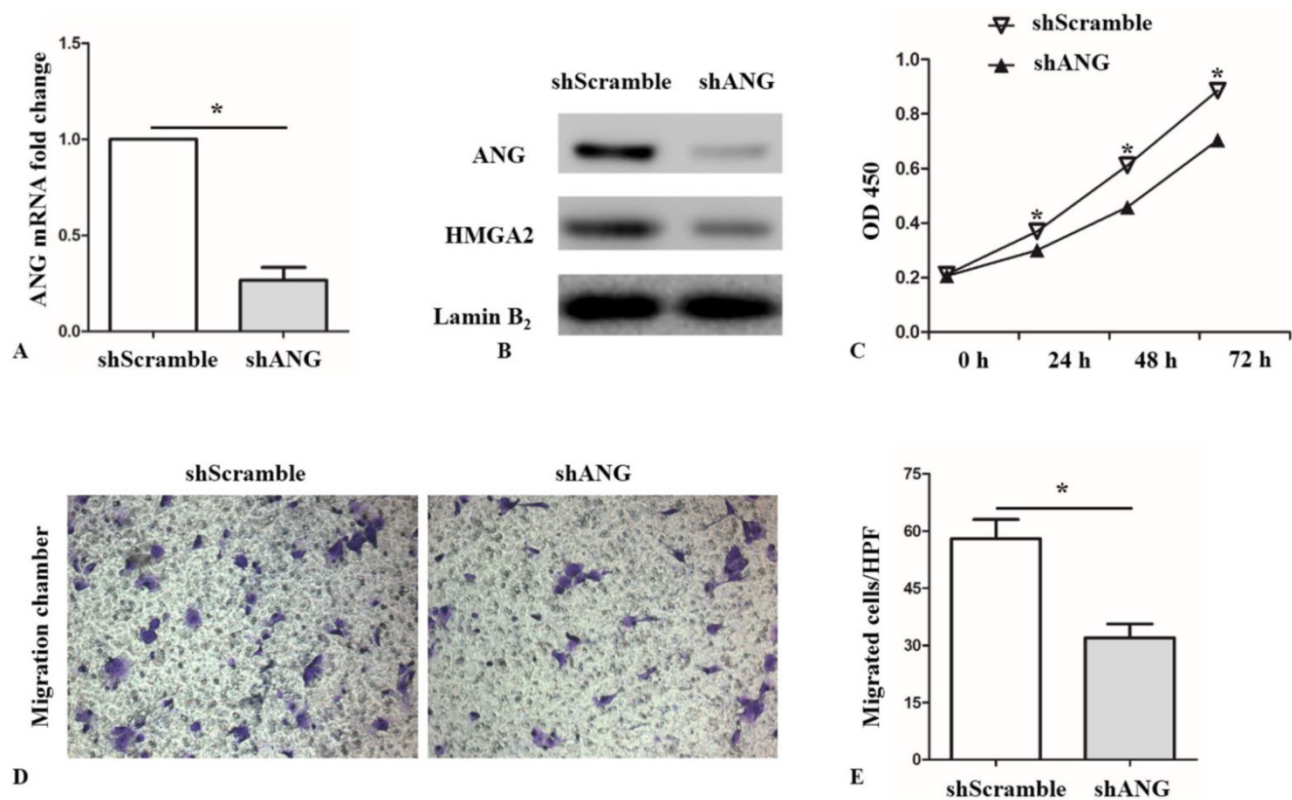 ANG mRNA fold change
1.5
1.0
0.5
0.0
*
shScramble shANG
A
shScramble shANG
ANG
HMGA2
Lamin B₂
B
shScramble
shANG
OD 450
1.0
0.8
0.6
0.4
0.2
0.0
*
*
*
0 h 24 h 48 h 72 h
C
shScramble shANG
Migration chamber
D
Migrated cells/HPF
75
60
45
30
15
0
*
shScramble shANG
E